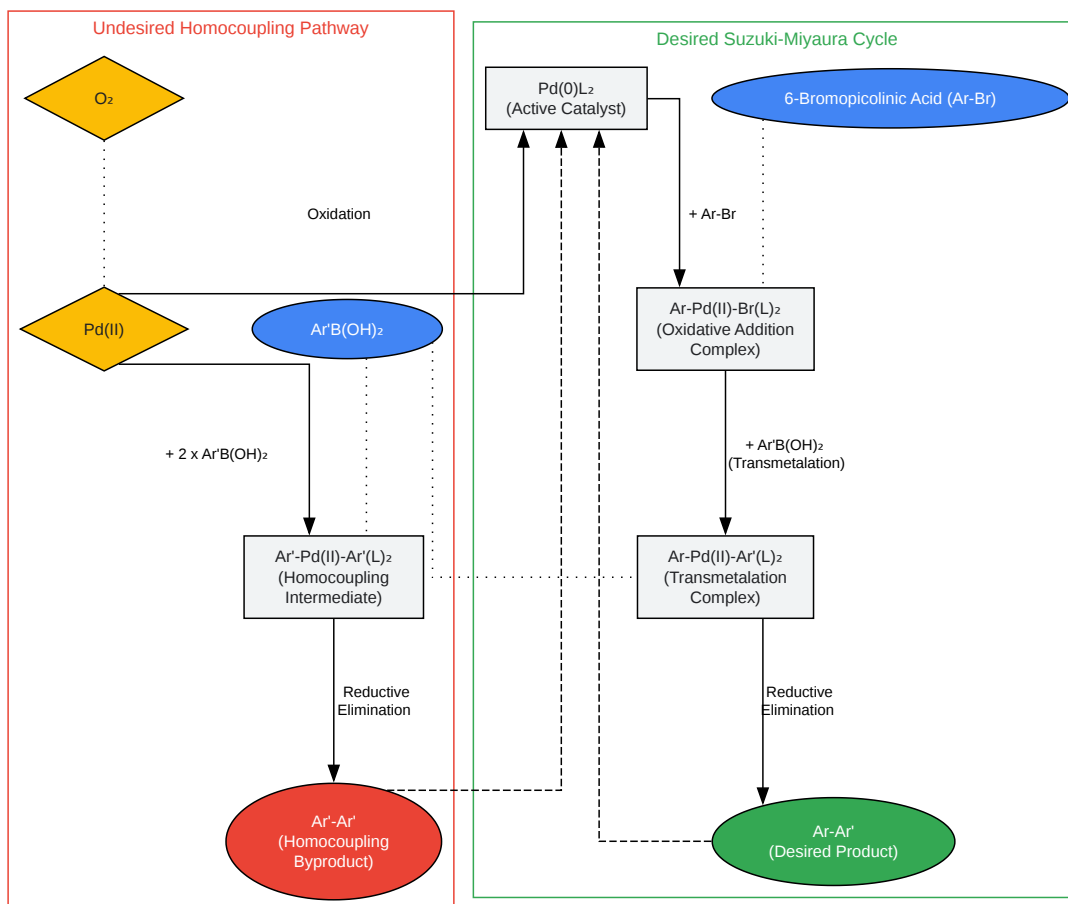 Undesired Homocoupling Pathway
Desired Suzuki-Miyaura Cycle
O₂
Pd(0)L₂
(Active Catalyst)
6-Bromopicolinic Acid (Ar-Br)
Oxidation
+ Ar-Br
Pd(II)
Ar'B(OH)₂
Ar-Pd(II)-Br(L)₂
(Oxidative Addition
Complex)
+ 2 x Ar'B(OH)₂
+ Ar'B(OH)₂
(Transmetalation)
Ar'-Pd(II)-Ar'(L)₂
(Homocoupling
Intermediate)
Ar-Pd(II)-Ar'(L)₂
(Transmetalation
Complex)
Reductive
Elimination
Reductive
Elimination
Ar'-Ar'
(Homocoupling
Byproduct)
Ar-Ar'
(Desired Product)